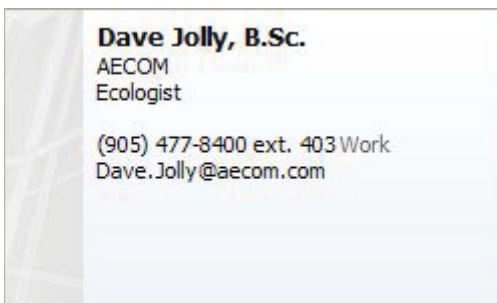 Dave Jolly, B.Sc.
AECOM
Ecologist
(905) 477-8400 ext. 403 Work
Dave.Jolly@aecom.com